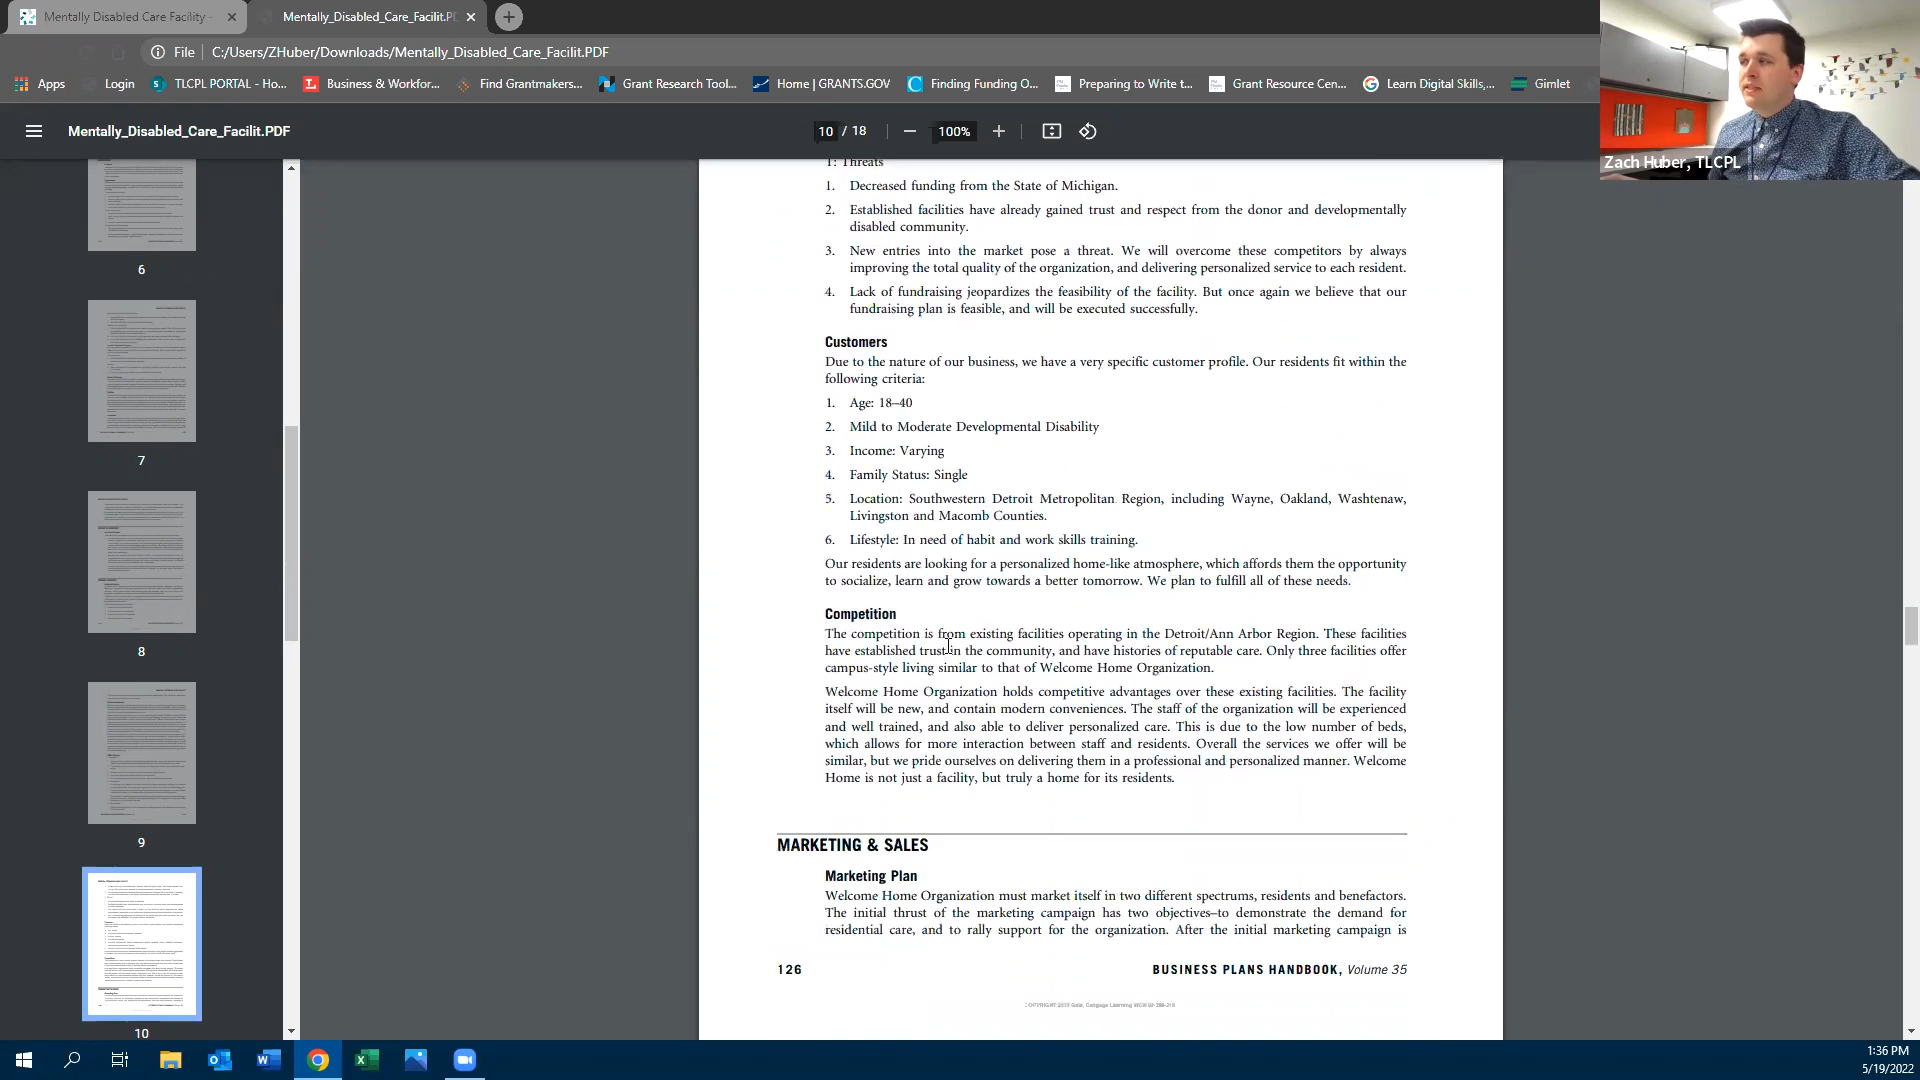 Mentally Disabled Care Facility -
Mentally_Disabled_Care_Facilit.PD
File C:/Users/ZHuber/Downloads/Mentally_Disabled_Care_Facilit.PDF
Apps Login TLCPL PORTAL - Ho... Business & Workfor... Find Grantmakers... Grant Research Tool... Home | GRANTS.GOV Finding Funding O... Preparing to Write t... Grant Resource Cen... Learn Digital Skills,... Gimlet
Mentally_Disabled_Care_Facilit.PDF 10 / 18 100%
Zach Huber, TLCPL
6
7
8
9
10
T: Threats
1. Decreased funding from the State of Michigan.
2. Established facilities have already gained trust and respect from the donor and developmentally
disabled community.
3. New entries into the market pose a threat. We will overcome these competitors by always
improving the total quality of the organization, and delivering personalized service to each resident.
4. Lack of fundraising jeopardizes the feasibility of the facility. But once again we believe that our
fundraising plan is feasible, and will be executed successfully.
Customers
Due to the nature of our business, we have a very specific customer profile. Our residents fit within the
following criteria:
1. Age: 18–40
2. Mild to Moderate Developmental Disability
3. Income: Varying
4. Family Status: Single
5. Location: Southwestern Detroit Metropolitan Region, including Wayne, Oakland, Washtenaw,
Livingston and Macomb Counties.
6. Lifestyle: In need of habit and work skills training.
Our residents are looking for a personalized home-like atmosphere, which affords them the opportunity
to socialize, learn and grow towards a better tomorrow. We plan to fulfill all of these needs.
Competition
The competition is from existing facilities operating in the Detroit/Ann Arbor Region. These facilities
have established trust in the community, and have histories of reputable care. Only three facilities offer
campus-style living similar to that of Welcome Home Organization.
Welcome Home Organization holds competitive advantages over these existing facilities. The facility
itself will be new, and contain modern conveniences. The staff of the organization will be experienced
and well trained, and also able to deliver personalized care. This is due to the low number of beds,
which allows for more interaction between staff and residents. Overall the services we offer will be
similar, but we pride ourselves on delivering them in a professional and personalized manner. Welcome
Home is not just a facility, but truly a home for its residents.
MARKETING & SALES
Marketing Plan
Welcome Home Organization must market itself in two different spectrums, residents and benefactors.
The initial thrust of the marketing campaign has two objectives–to demonstrate the demand for
residential care, and to rally support for the organization. After the initial marketing campaign is
126 BUSINESS PLANS HANDBOOK, Volume 35
1:36 PM
5/19/2022